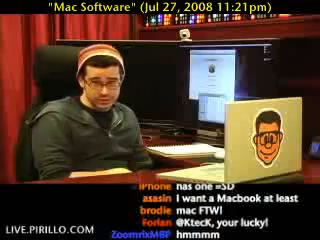 "Mac Software" (Jul 27, 2008 11:21pm)
iPhone has one =SD
asasin I want a Macbook at least
brodie mac FTW!
Forlan @KtecK, your lucky!
ZoomrixMBP hmmmm
LIVE.PIRILLO.COM